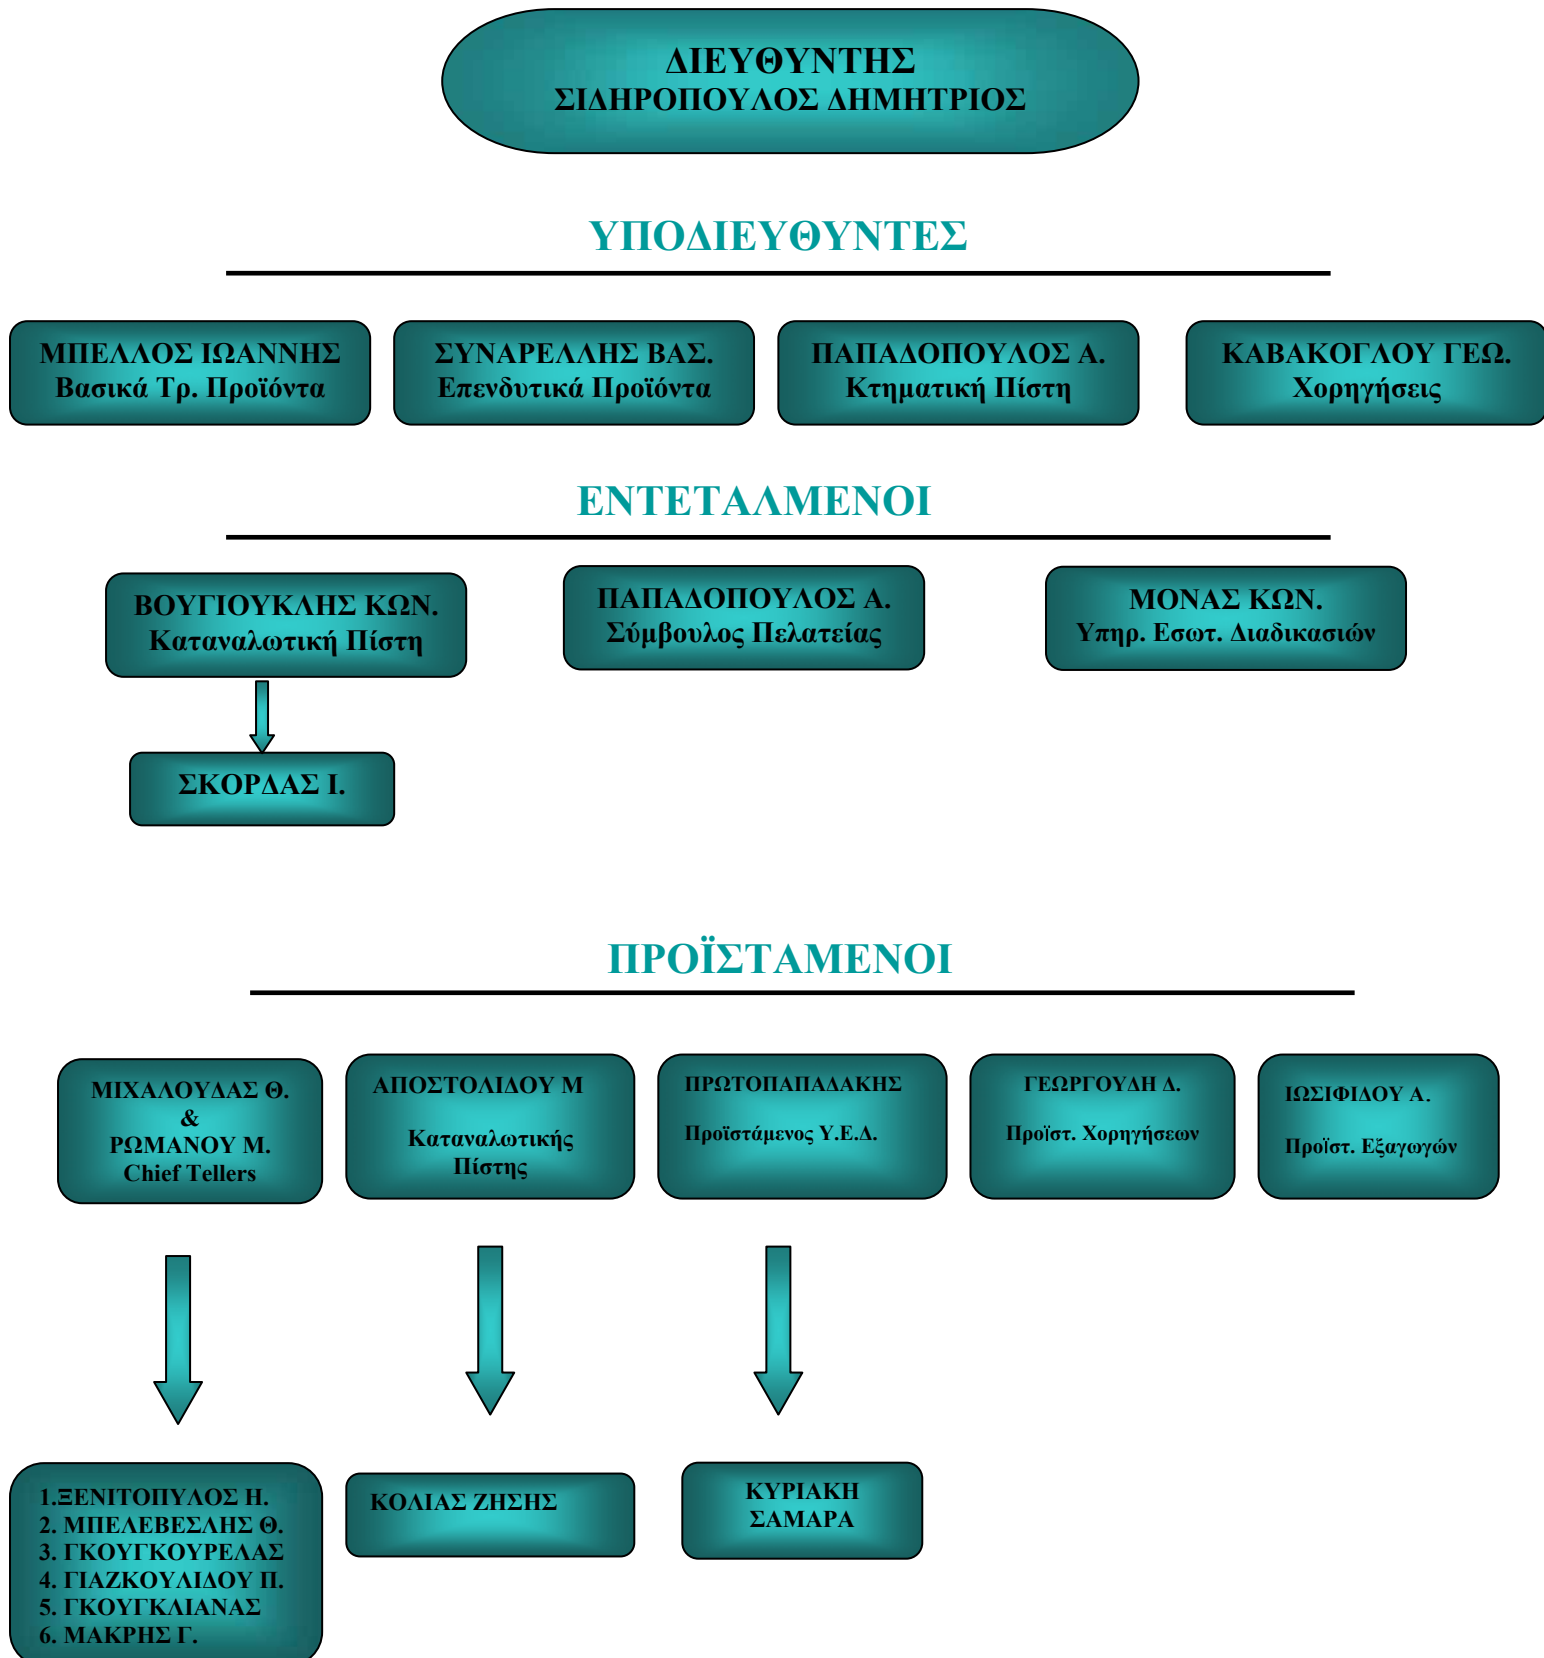 ΔΙΕΥΘΥΝΤΗΣ
ΣΙΔΗΡΟΠΟΥΛΟΣ ΔΗΜΗΤΡΙΟΣ
ΥΠΟΔΙΕΥΘΥΝΤΕΣ
ΜΠΕΛΛΟΣ ΙΩΑΝΝΗΣ
Βασικά Τρ. Προϊόντα
ΣΥΝΑΡΕΛΛΗΣ ΒΑΣ.
Επενδυτικά Προϊόντα
ΠΑΠΑΔΟΠΟΥΛΟΣ Α.
Κτηματική Πίστη
ΚΑΒΑΚΟΓΛΟΥ ΓΕΩ.
Χορηγήσεις
ΕΝΤΕΤΑΛΜΕΝΟΙ
ΒΟΥΓΙΟΥΚΛΗΣ ΚΩΝ.
Καταναλωτική Πίστη
ΠΑΠΑΔΟΠΟΥΛΟΣ Α.
Σύμβουλος Πελατείας
ΜΟΝΑΣ ΚΩΝ.
Υπηρ. Εσωτ. Διαδικασιών
ΣΚΟΡΔΑΣ Ι.
ΠΡΟΪΣΤΑΜΕΝΟΙ
ΜΙΧΑΛΟΥΔΑΣ Θ.
&
ΡΩΜΑΝΟΥ Μ.
Chief Tellers
ΑΠΟΣΤΟΛΙΔΟΥ Μ
Καταναλωτικής
Πίστης
ΠΡΩΤΟΠΑΠΑΔΑΚΗΣ
Προϊστάμενος Υ.Ε.Δ.
ΓΕΩΡΓΟΥΔΗ Δ.
Προϊστ. Χορηγήσεων
ΙΩΣΙΦΙΔΟΥ Α.
Προϊστ. Εξαγωγών
1.ΞΕΝΙΤΟΠΥΛΟΣ Η.
2. ΜΠΕΛΕΒΕΣΛΗΣ Θ.
3. ΓΚΟΥΓΚΟΥΡΕΛΑΣ
4. ΓΙΑΖΚΟΥΛΙΔΟΥ Π.
5. ΓΚΟΥΓΚΛΙΑΝΑΣ
6. ΜΑΚΡΗΣ Γ.
ΚΟΛΙΑΣ ΖΗΣΗΣ
ΚΥΡΙΑΚΗ
ΣΑΜΑΡΑ